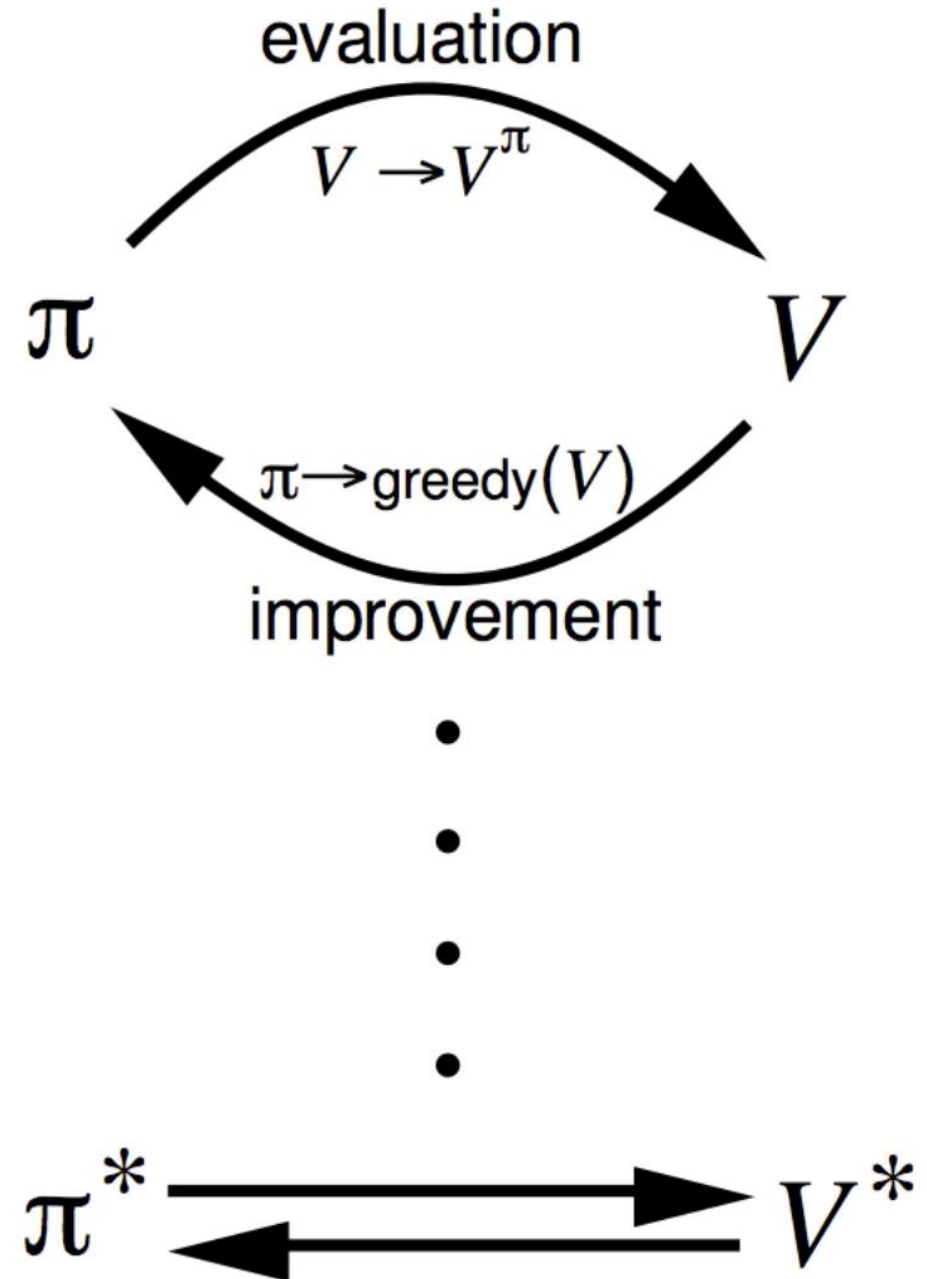 evaluation
V → V^π
π V
π→greedy(V)
improvement
π* V*